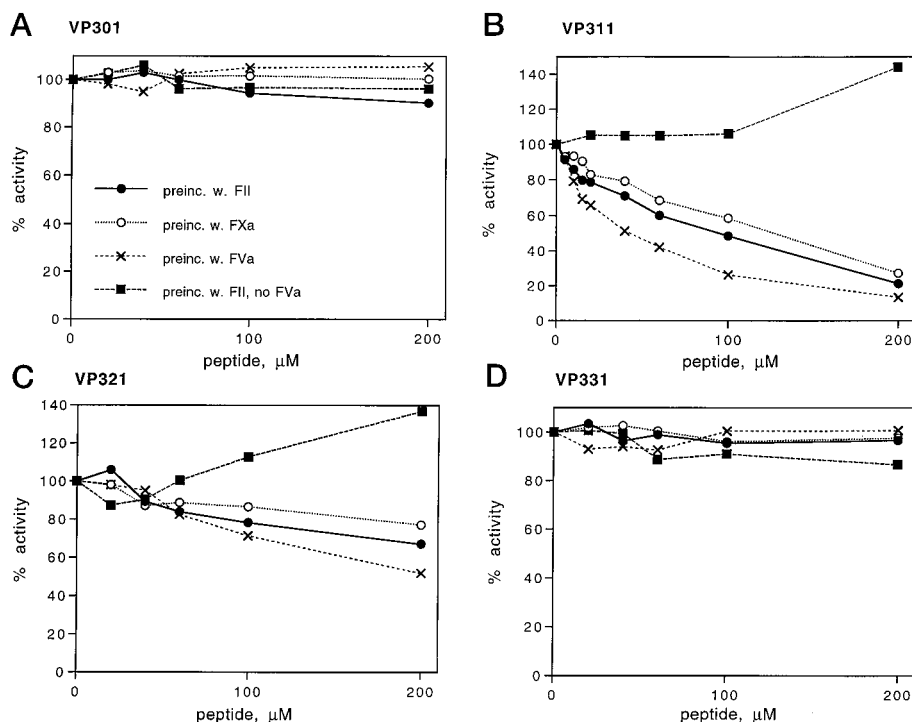 A VP301
100
80
60
40
20
0
% activity
preinc. w. FII
preinc. w. FXa
preinc. w. FVa
preinc. w. FII, no FVa
0 100 200
peptide, μM
B VP311
140
120
100
80
60
40
20
0
% activity
0 100 200
peptide, μM
C VP321
140
120
100
80
60
40
20
0
% activity
0 100 200
peptide, μM
D VP331
100
80
60
40
20
0
% activity
0 100 200
peptide, μM